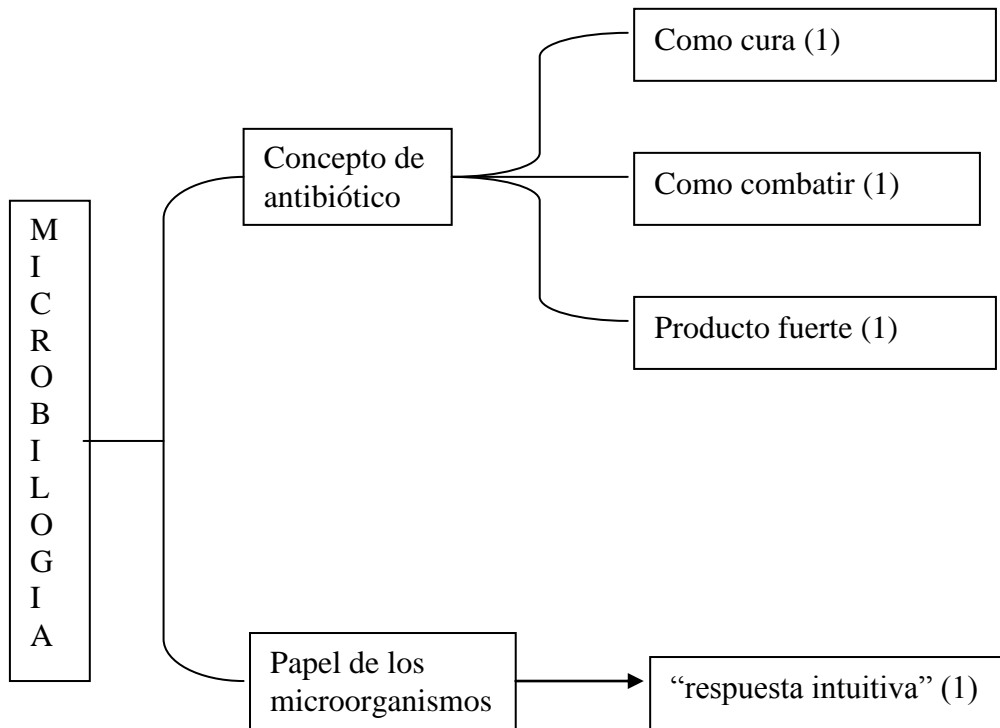 Como cura (1)
Concepto de
antibiótico
Como combatir (1)
Producto fuerte (1)
M
I
C
R
O
B
I
L
O
G
I
A
Papel de los
microorganismos
“respuesta intuitiva” (1)